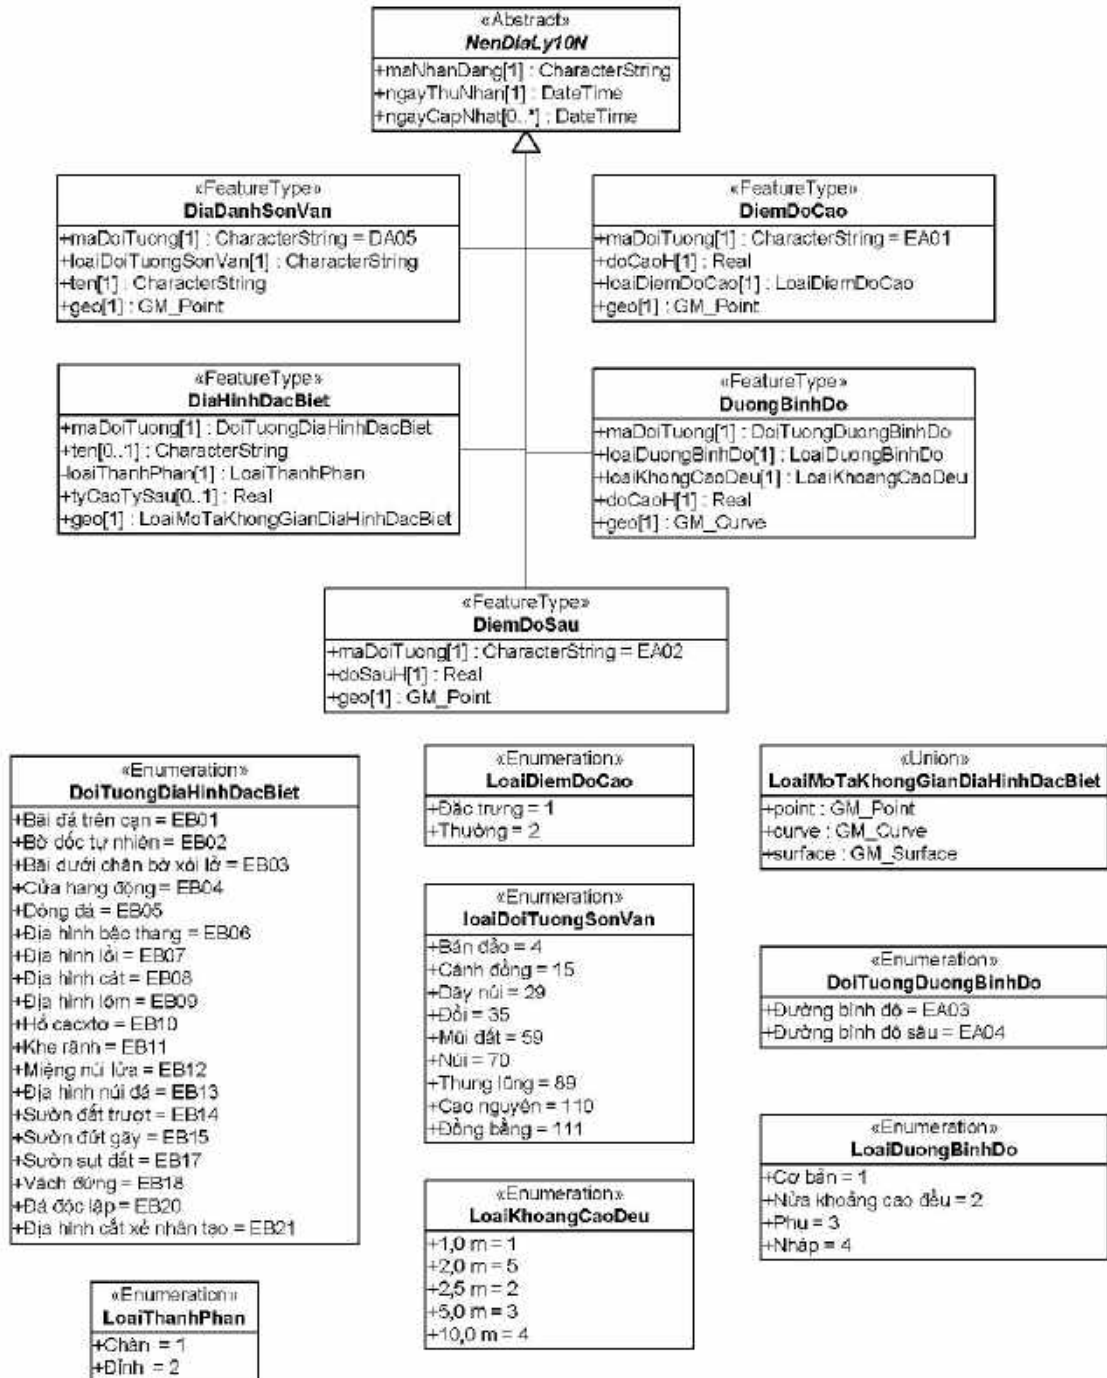 «Abstract»
NenDiaLy10N
+maNhanDang[1] : CharacterString
+ngayThuNhan[1] : DateTime
+ngayCapNhat[0..*] : DateTime
«FeatureType»
DiaDanhSonVan
+maDoiTuong[1] : CharacterString = DA05
+loaiDoiTuongSonVan[1] : CharacterString
+ten[1] : CharacterString
+geo[1] : GM_Point
«FeatureType»
DiemDoCao
+maDoiTuong[1] : CharacterString = EA01
+doCaoH[1] : Real
+loaiDiemDoCao[1] : LoaiDiemDoCao
+geo[1] : GM_Point
«FeatureType»
DiaHinhDacBiet
+maDoiTuong[1] : DoiTuongDiaHinhDacBiet
+ten[0..1] : CharacterString
-loaiThanhPhan[1] : LoaiThanhPhan
+tyCaoTySau[0..1] : Real
+geo[1] : LoaiMoTaKhongGianDiaHinhDacBiet
«FeatureType»
DuongBinhDo
+maDoiTuong[1] : DoiTuongDuongBinhDo
+loaiDuongBinhDo[1] : LoaiDuongBinhDo
+loaiKhongCaoDeu[1] : LoaiKhoangCaoDeu
+doCaoH[1] : Real
+geo[1] : GM_Curve
«FeatureType»
DiemDoSau
+maDoiTuong[1] : CharacterString = EA02
+doSauH[1] : Real
+geo[1] : GM_Point
«Enumeration»
DoiTuongDiaHinhDacBiet
+Bãi đá trên cạn = EB01
+Bờ dốc tự nhiên = EB02
+Bãi dưới chân bờ xói lở = EB03
+Cửa hang động = EB04
+Dòng đá = EB05
+Địa hình bậc thang = EB06
+Địa hình lồi = EB07
+Địa hình cát = EB08
+Địa hình lõm = EB09
+Hố cacxtơ = EB10
+Khe rãnh = EB11
+Miệng núi lửa = EB12
+Địa hình núi đá = EB13
+Sườn đất trượt = EB14
+Sườn đứt gãy = EB15
+Sườn sụt đất = EB17
+Vách đứng = EB18
+Đá độc lập = EB20
+Địa hình cắt xẻ nhân tạo = EB21
«Enumeration»
LoaiThanhPhan
+Chân = 1
+Đỉnh = 2
«Enumeration»
LoaiDiemDoCao
+Đặc trưng = 1
+Thường = 2
«Enumeration»
loaiDoiTuongSonVan
+Bán đảo = 4
+Cánh đồng = 15
+Dãy núi = 29
+Đồi = 35
+Mũi đất = 59
+Núi = 70
+Thung lũng = 89
+Cao nguyên = 110
+Đồng bằng = 111
«Enumeration»
LoaiKhoangCaoDeu
+1,0 m = 1
+2,0 m = 5
+2,5 m = 2
+5,0 m = 3
+10,0 m = 4
«Union»
LoaiMoTaKhongGianDiaHinhDacBiet
+point : GM_Point
+curve : GM_Curve
+surface : GM_Surface
«Enumeration»
DoiTuongDuongBinhDo
+Đường bình độ = EA03
+Đường bình độ sâu = EA04
«Enumeration»
LoaiDuongBinhDo
+Cơ bản = 1
+Nửa khoảng cao đều = 2
+Phụ = 3
+Nháp = 4